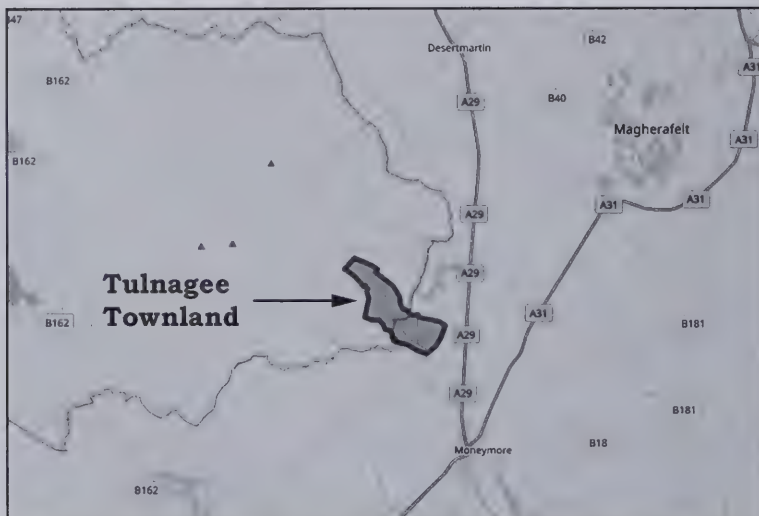 B47
Desertmartin
B42
B162
A31
A29
B40
Magherafelt
A31
B162
A31
A31
A29
A29
Tulnagee
Townland
A31
B162
B181
A29
A29
B181
B18
Moneymore
B162